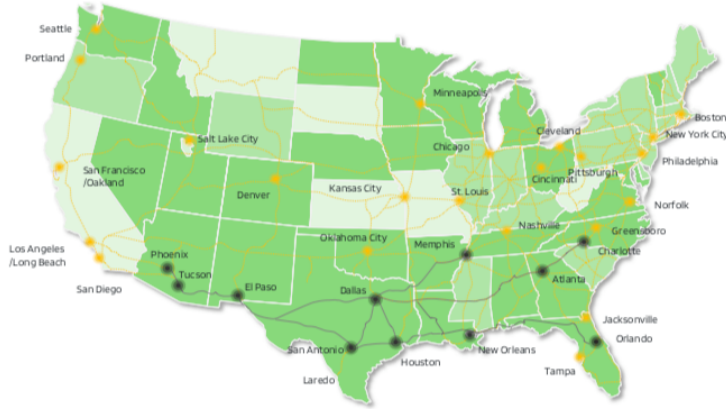 Seattle
Portland
Minneapolis
Boston
Cleveland
New York City
Salt Lake City
Chicago
Philadelphia
San Francisco
/Oakland
Pittsburgh
Cincinnati
Denver
Kansas City
St. Louis
Norfolk
Nashville
Greensboro
Oklahoma City
Memphis
Charlotte
Los Angeles
/Long Beach
Phoenix
Tucson
Atlanta
San Diego
El Paso
Dallas
Jacksonville
Orlando
San Antonio
New Orleans
Houston
Tampa
Laredo